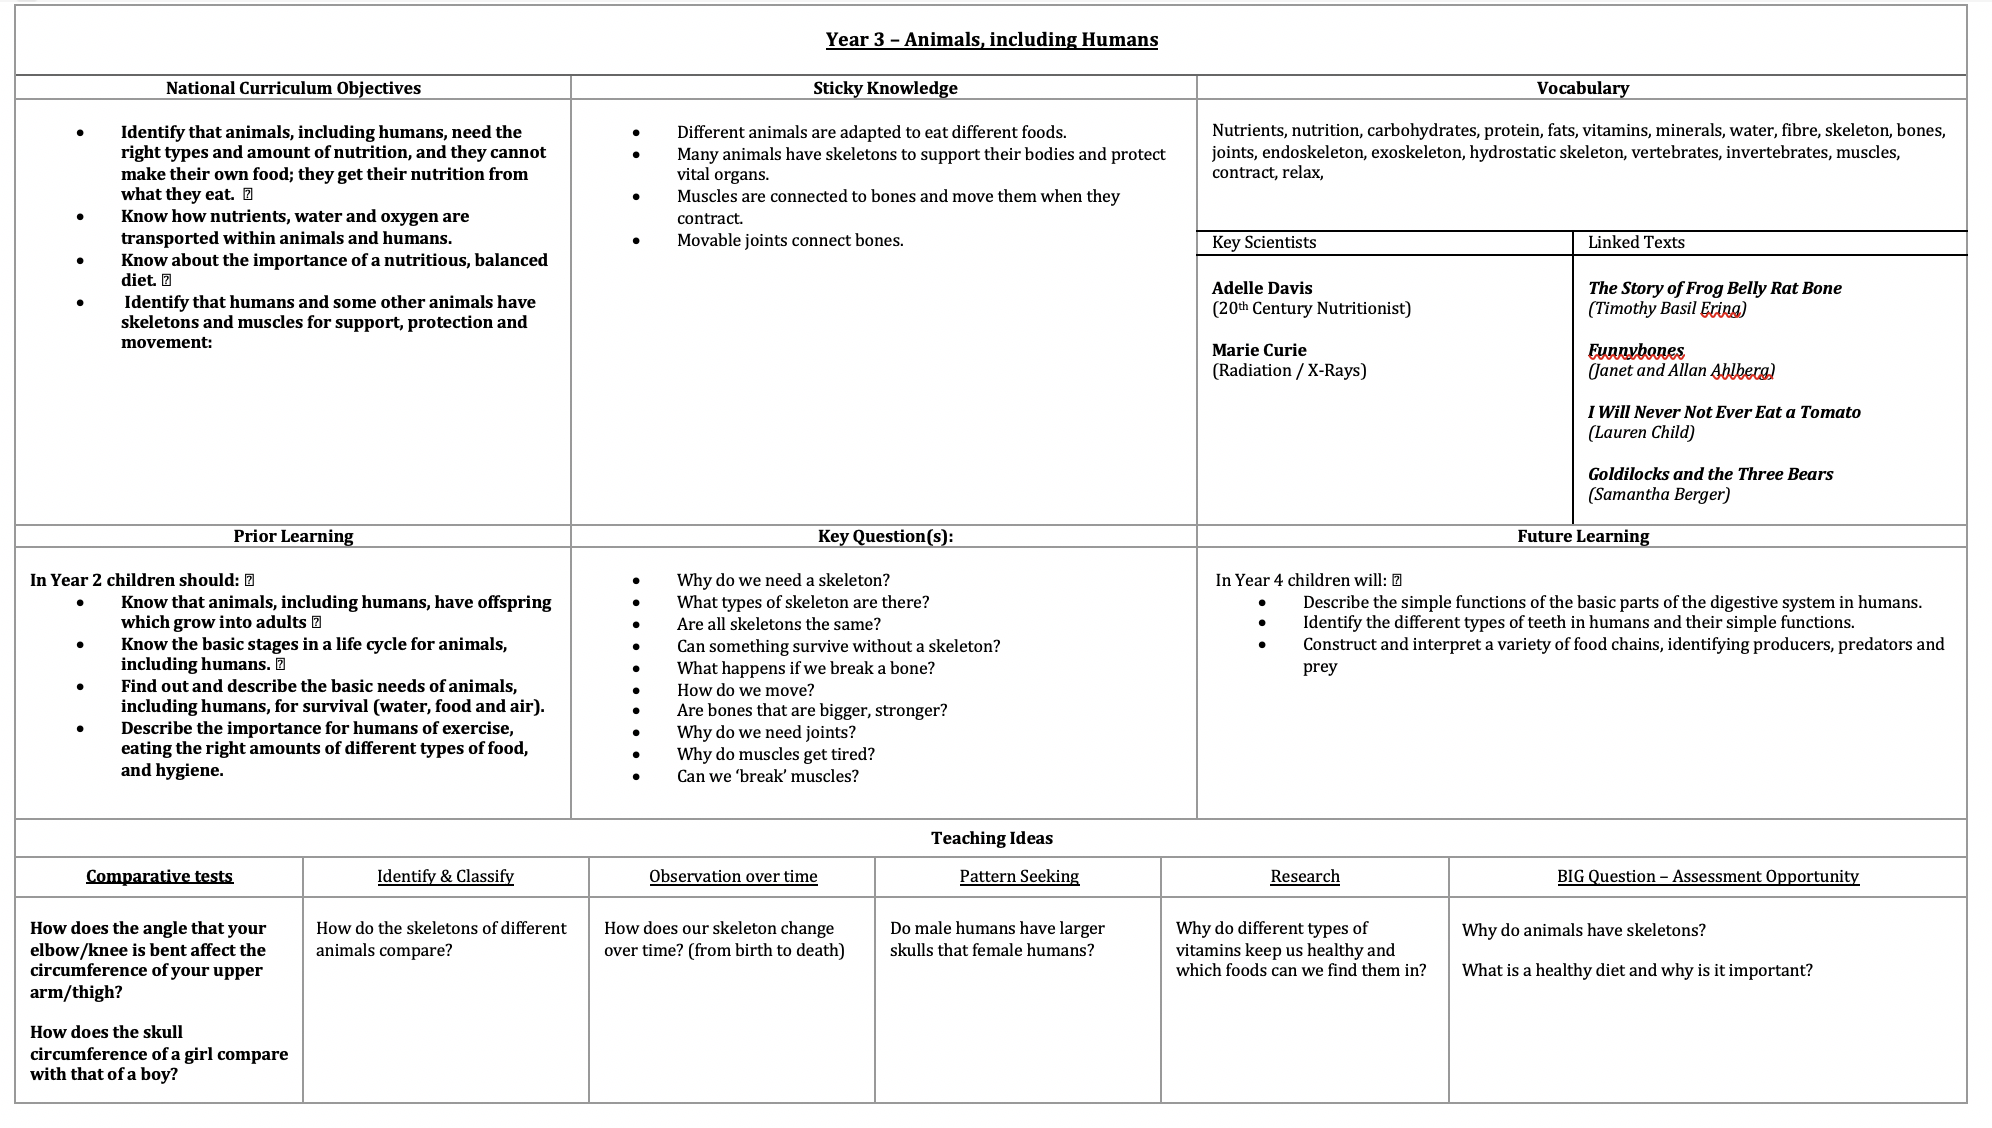 Year 3 – Animals, including Humans
National Curriculum Objectives
• Identify that animals, including humans, need the
right types and amount of nutrition, and they cannot
make their own food; they get their nutrition from
what they eat.
• Know how nutrients, water and oxygen are
transported within animals and humans.
• Know about the importance of a nutritious, balanced
diet.
• Identify that humans and some other animals have
skeletons and muscles for support, protection and
movement:
Sticky Knowledge
• Different animals are adapted to eat different foods.
• Many animals have skeletons to support their bodies and protect
vital organs.
• Muscles are connected to bones and move them when they
contract.
• Movable joints connect bones.
Vocabulary
Nutrients, nutrition, carbohydrates, protein, fats, vitamins, minerals, water, fibre, skeleton, bones,
joints, endoskeleton, exoskeleton, hydrostatic skeleton, vertebrates, invertebrates, muscles,
contract, relax,
Key Scientists
Adelle Davis
(20th Century Nutritionist)
Marie Curie
(Radiation / X-Rays)
Linked Texts
The Story of Frog Belly Rat Bone
(Timothy Basil Ering)
Funnybones
(Janet and Allan Ahlberg)
I Will Never Not Ever Eat a Tomato
(Lauren Child)
Goldilocks and the Three Bears
(Samantha Berger)
Prior Learning
In Year 2 children should:
• Know that animals, including humans, have offspring
which grow into adults
• Know the basic stages in a life cycle for animals,
including humans.
• Find out and describe the basic needs of animals,
including humans, for survival (water, food and air).
• Describe the importance for humans of exercise,
eating the right amounts of different types of food,
and hygiene.
Key Question(s):
• Why do we need a skeleton?
• What types of skeleton are there?
• Are all skeletons the same?
• Can something survive without a skeleton?
• What happens if we break a bone?
• How do we move?
• Are bones that are bigger, stronger?
• Why do we need joints?
• Why do muscles get tired?
• Can we ‘break’ muscles?
Future Learning
In Year 4 children will:
• Describe the simple functions of the basic parts of the digestive system in humans.
• Identify the different types of teeth in humans and their simple functions.
• Construct and interpret a variety of food chains, identifying producers, predators and
prey
Teaching Ideas
Comparative tests
How does the angle that your
elbow/knee is bent affect the
circumference of your upper
arm/thigh?
How does the skull
circumference of a girl compare
with that of a boy?
Identify & Classify
How do the skeletons of different
animals compare?
Observation over time
How does our skeleton change
over time? (from birth to death)
Pattern Seeking
Do male humans have larger
skulls that female humans?
Research
Why do different types of
vitamins keep us healthy and
which foods can we find them in?
BIG Question – Assessment Opportunity
Why do animals have skeletons?
What is a healthy diet and why is it important?